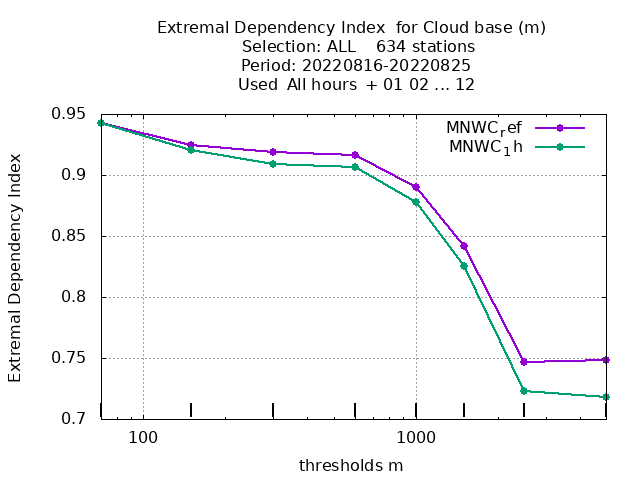 Extremal Dependency Index  for Cloud base (m)
Selection: ALL    634 stations
Period: 20220816-20220825
Used  All hours  + 01 02 ... 12
MNWC_ref
MNWC_1h
0.95
0.9
0.85
0.8
0.75
0.7
Extremal Dependency Index
100
1000
thresholds m